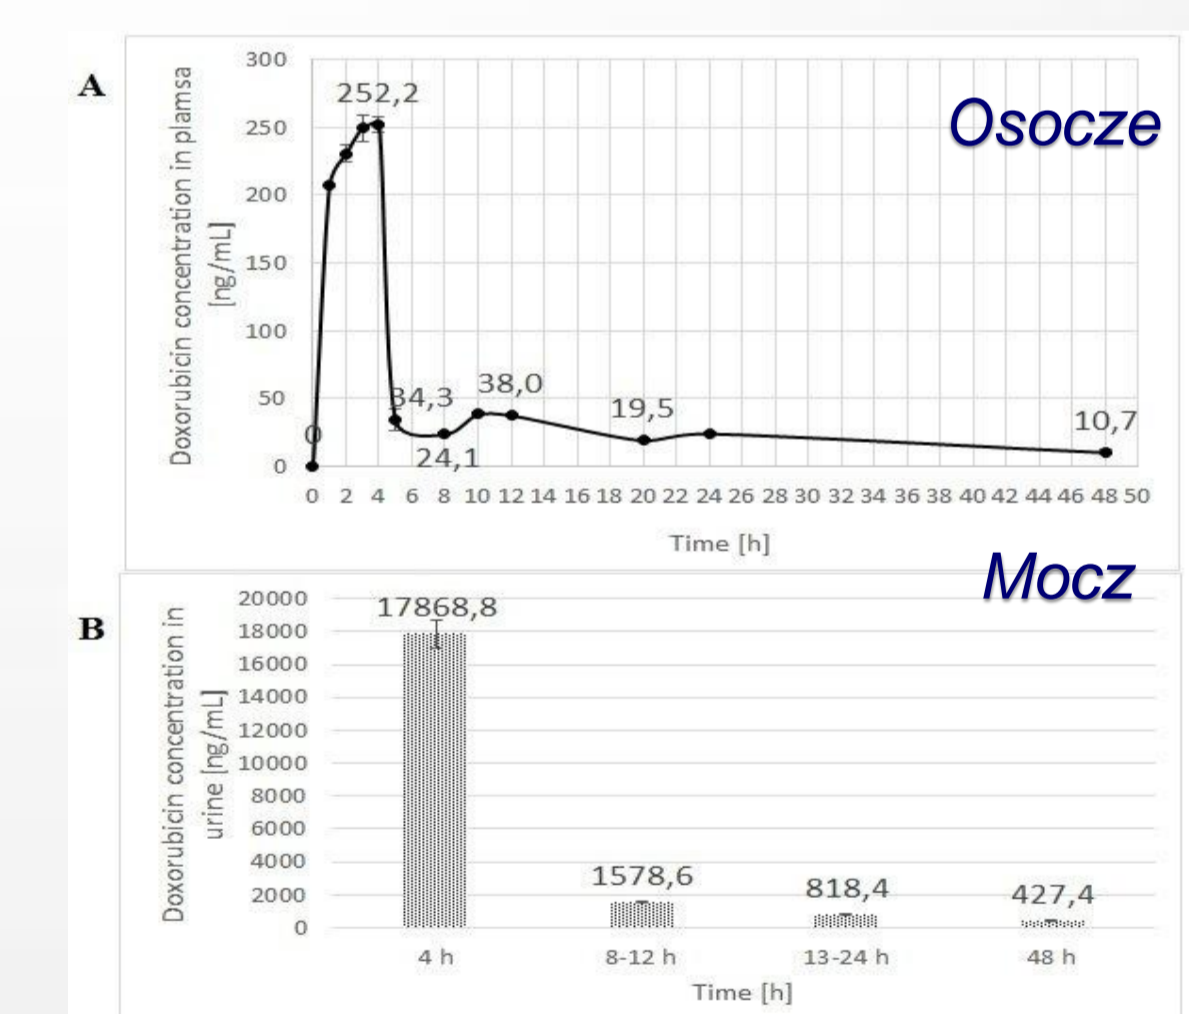 A
Osocze
Doxorubicin concentration in plamsa
[ng/mL]
300
250
200
150
100
50
0
252,2
0
34,3
24,1
38,0
19,5
10,7
0 2 4 6 8 10 12 14 16 18 20 22 24 26 28 30 32 34 36 38 40 42 44 46 48 50
Time [h]
Mocz
B
Doxorubicin concentration in
urine [ng/mL]
20000
18000
16000
14000
12000
10000
8000
6000
4000
2000
0
17868,8
1578,6
818,4
427,4
4 h 8-12 h 13-24 h 48 h
Time [h]